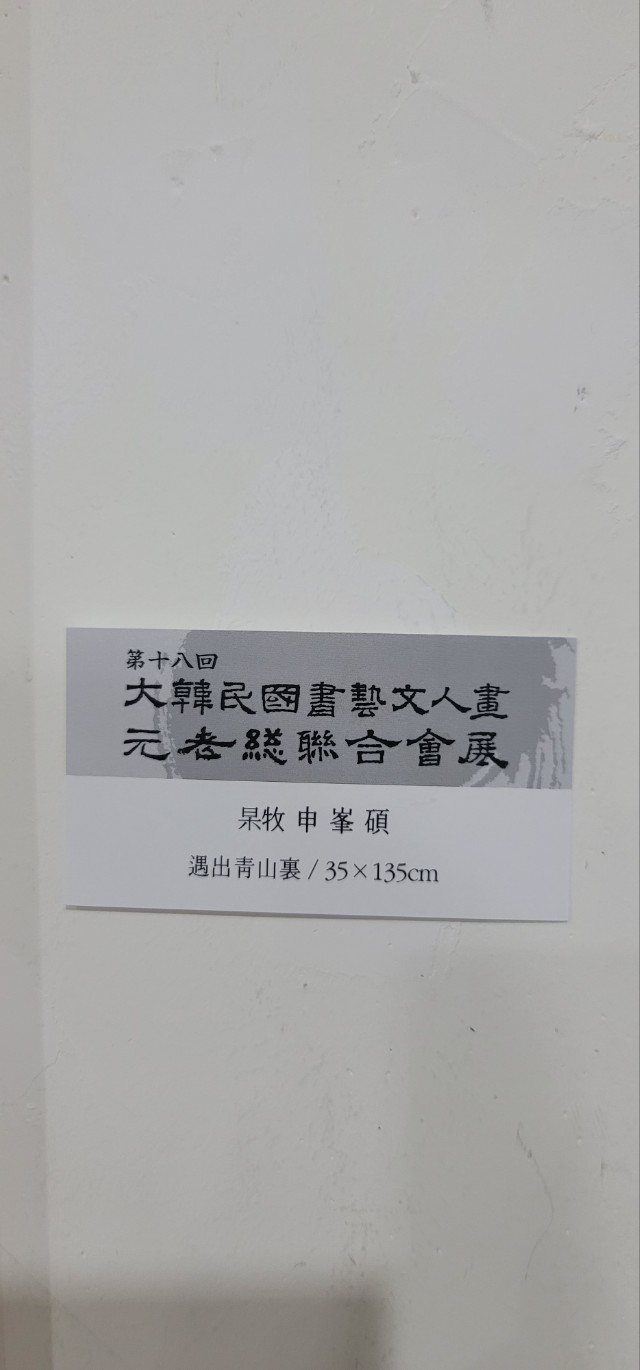 第十八回
大韓民國書藝文人畫
元老総聯合會展
杲牧 申 峯 碩
遇出青山裏 / 35×135cm